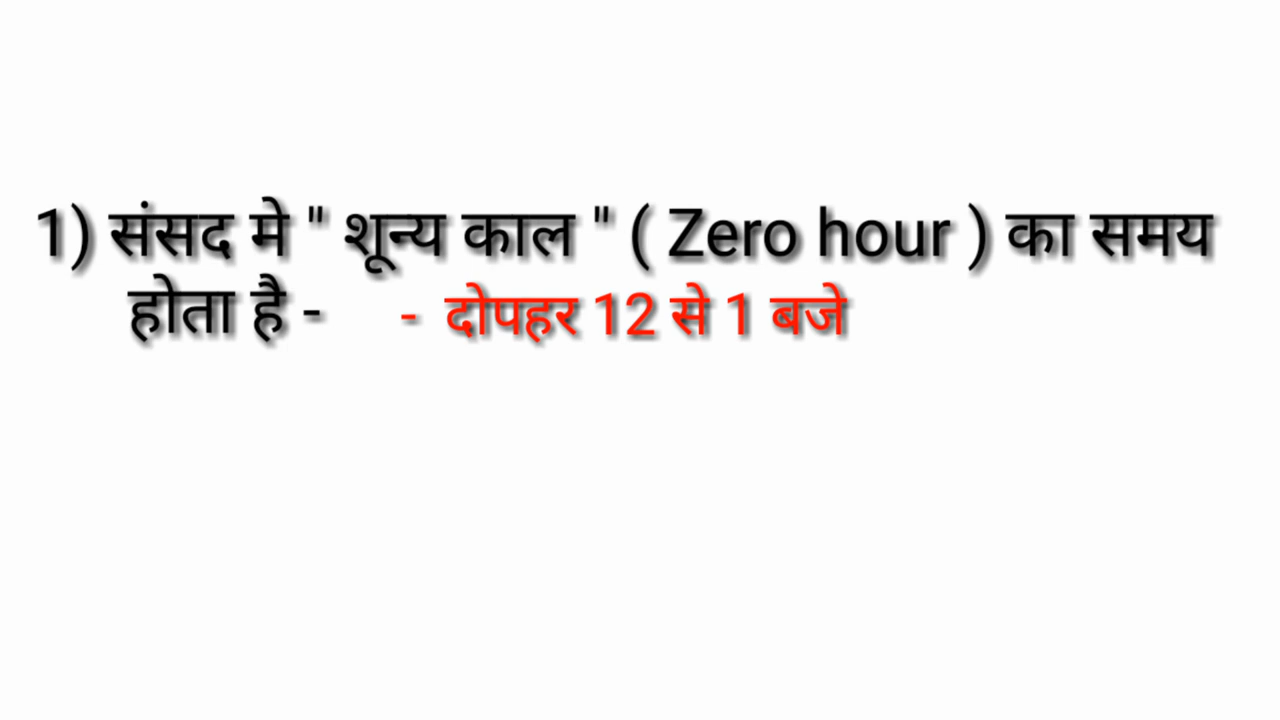 1) संसद मे " शून्य काल " ( Zero hour ) का समय
होता है - - दोपहर 12 से 1 बजे